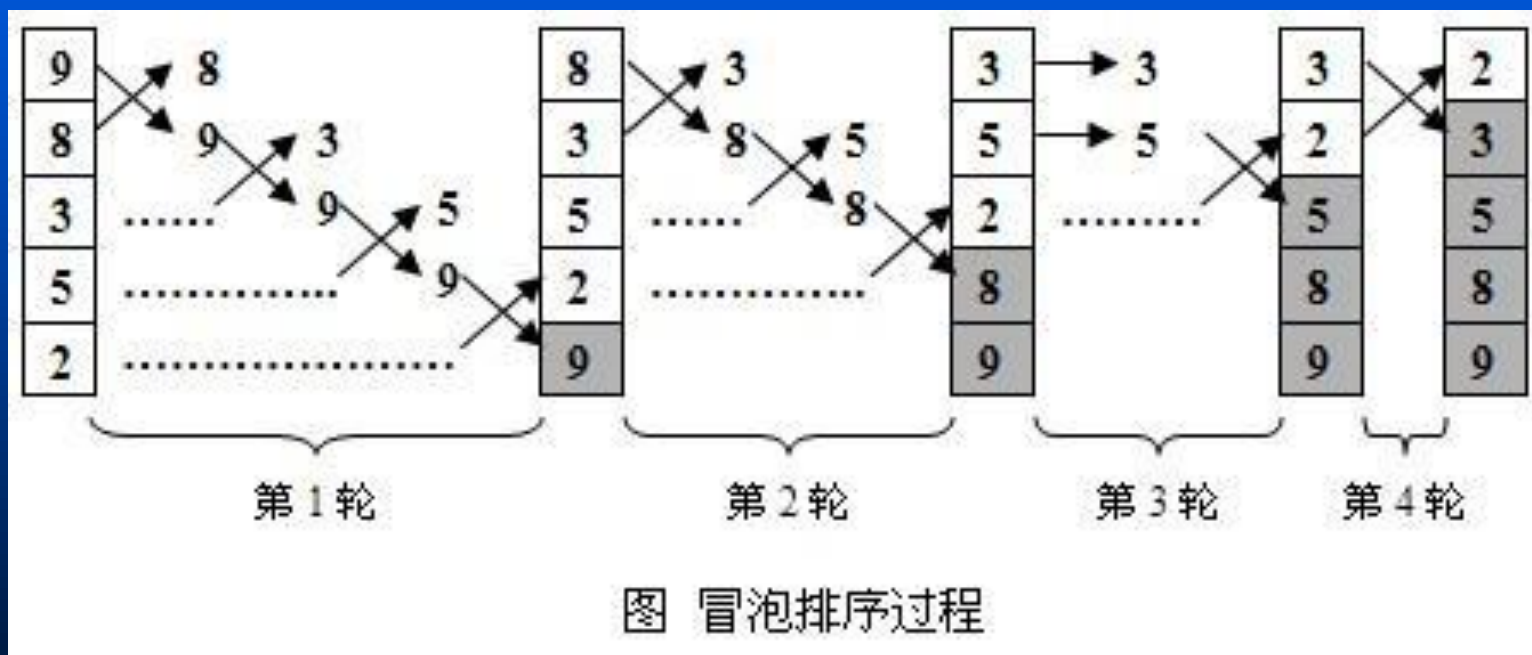 9 8 8 3 3 3 3 2
8 9 3 3 8 5 5 5 2 3
3 ...... 9 5 5 ...... 8 2 ......... 5 5
5 .............. 9 2 .............. 8 8 8
2 ..................... 9 9 9 9
第1轮 第2轮 第3轮 第4轮
图 冒泡排序过程